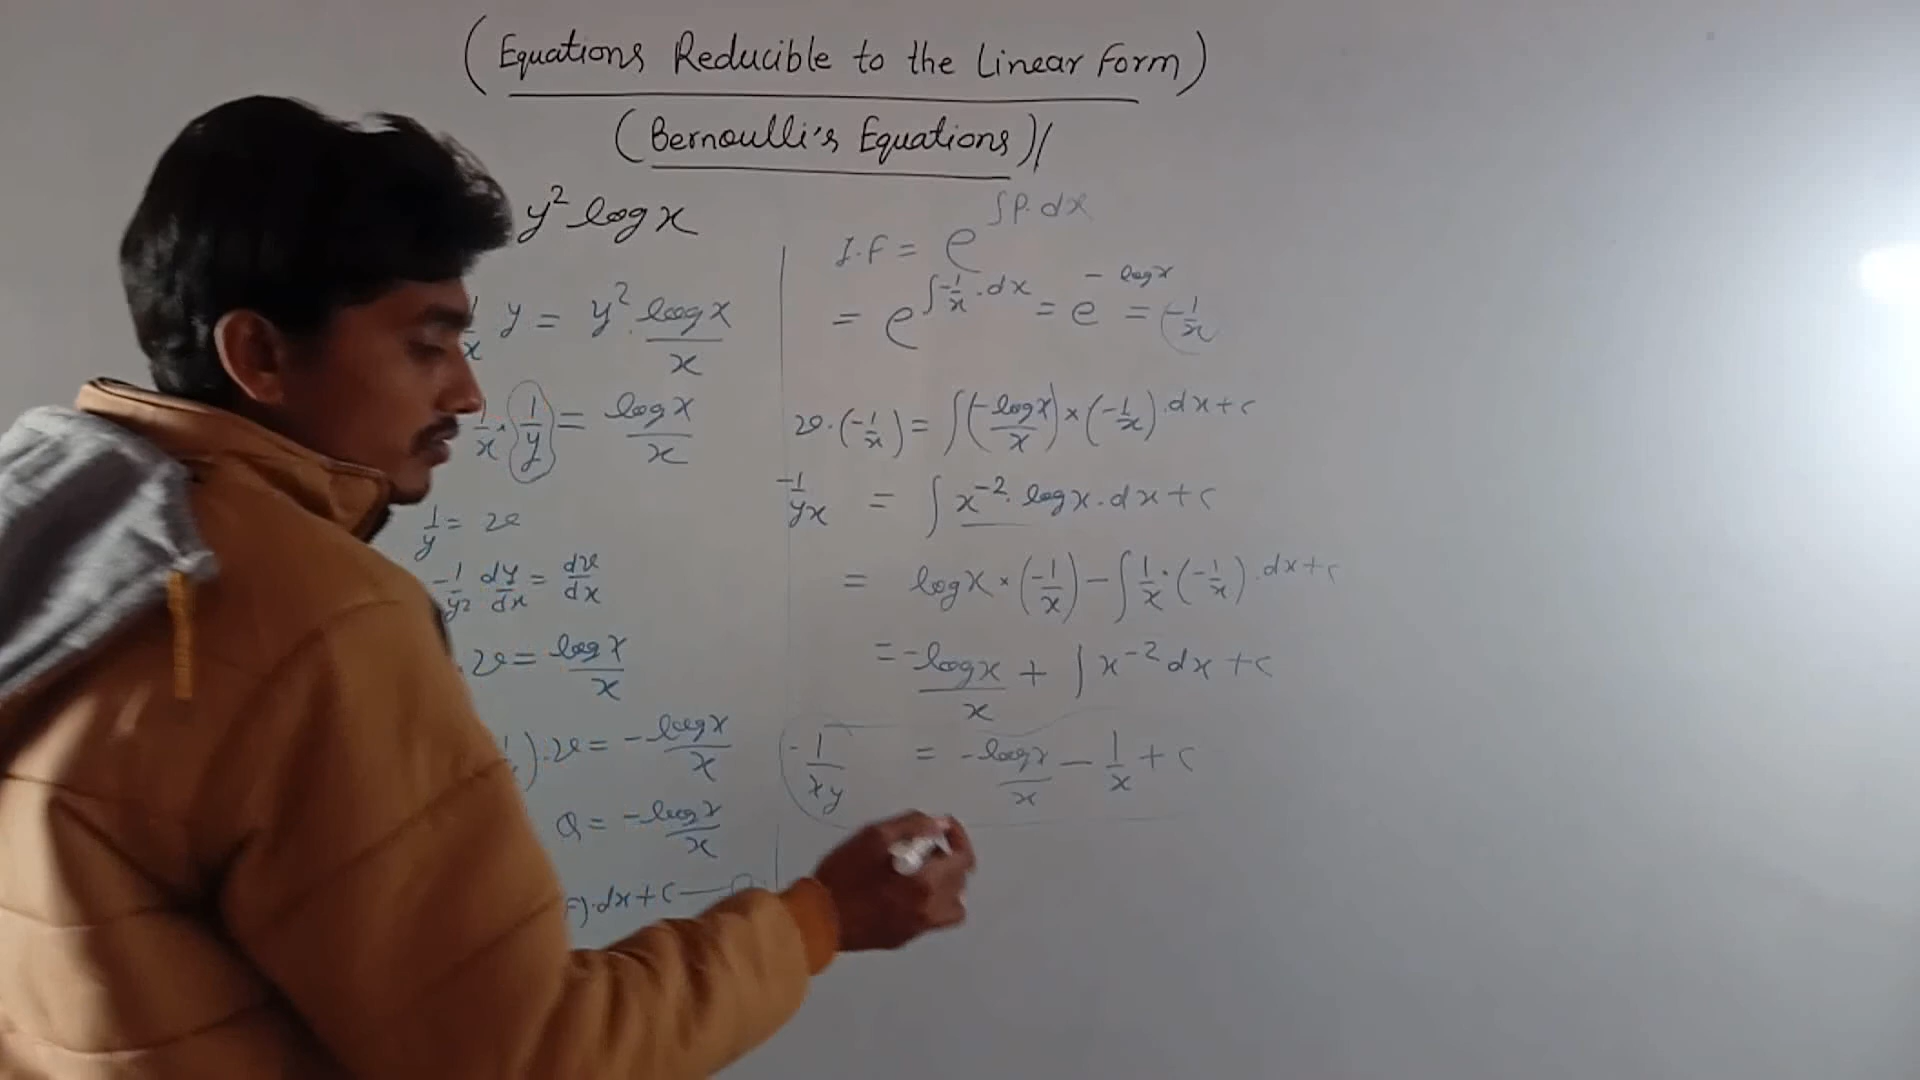 (Equations Reducible to the Linear Form)
(Bernoulli's Equations)/
y² log x
1/x y = y² · log x / x
1/x · (1/y) = log x / x
1/y = v
-1/y² dy/dx = dv/dx
· v = log x / x
) · v = - log x / x
Q = - log x / x
F) · dx + c —
I.F = e^∫P·dx
= e^∫-1/x · dx = e^- log x = (-1/x
v · (-1/x) = ∫(-log x / x) × (-1/x) · dx + c
-1/yx = ∫ x⁻² · log x · dx + c
= log x × (-1/x) - ∫ 1/x · (-1/x) · dx + c
= -log x / x + ∫ x⁻² dx + c
-1/xy = -log x / x - 1/x + c